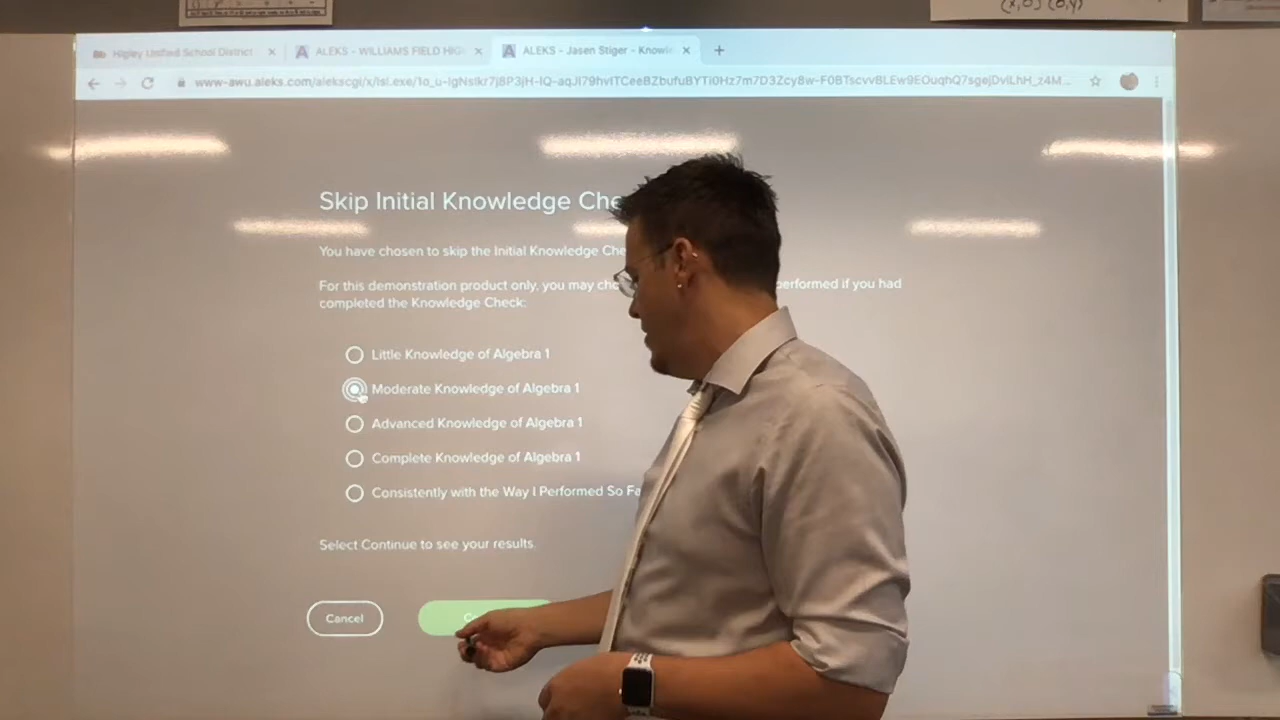 (x,0) (0,y)
Higley Unified School District
ALEKS - WILLIAMS FIELD HIG
ALEKS - Jasen Stiger - Knowle
Skip Initial Knowledge Che
You have chosen to skip the Initial Knowledge Che
For this demonstration product only, you may cho performed if you had
completed the Knowledge Check:
Little Knowledge of Algebra 1
Moderate Knowledge of Algebra 1
Advanced Knowledge of Algebra 1
Complete Knowledge of Algebra 1
Consistently with the Way I Performed So Fa
Select Continue to see your results.
Cancel